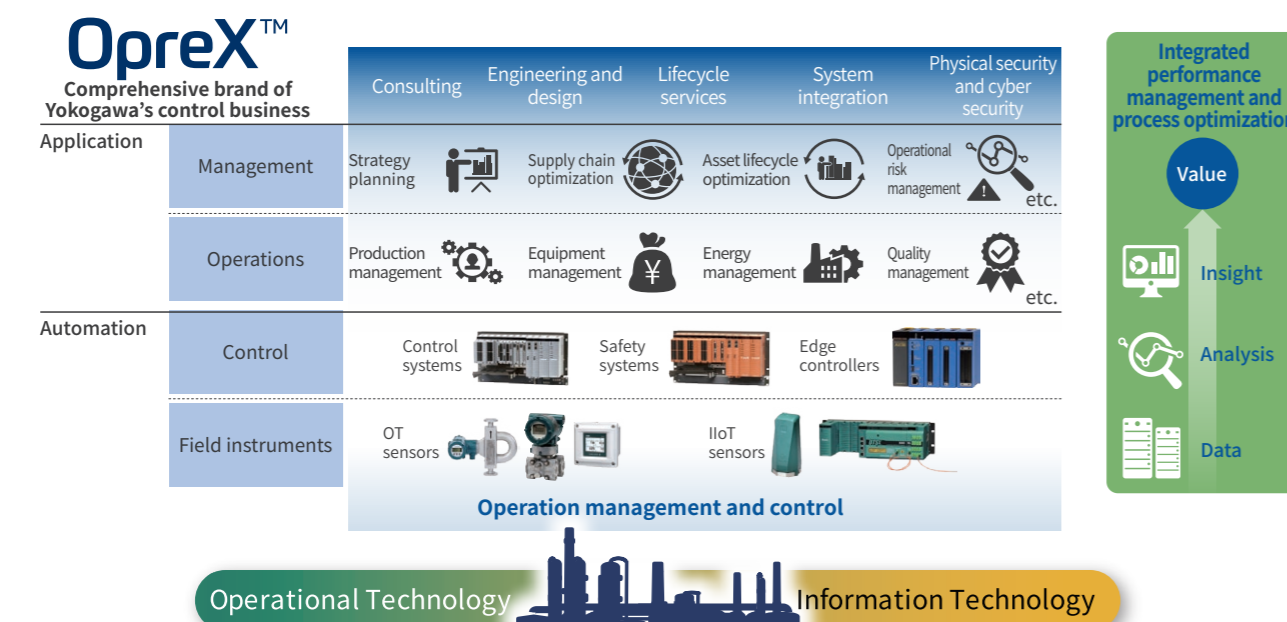 OpreX™
Comprehensive brand of
Yokogawa's control business
Consulting
Engineering and
design
Lifecycle
services
System
integration
Physical security
and cyber
security
Application
Management
Strategy
planning
Supply chain
optimization
Asset lifecycle
optimization
Operational
risk
management
etc.
Operations
Production
management
Equipment
management
¥
Energy
management
Quality
management
etc.
Automation
Control
Control
systems
Safety
systems
Edge
controllers
Field instruments
OT
sensors
IIoT
sensors
Operation management and control
Operational Technology
Information Technology
Integrated
performance
management and
process optimization
Value
Insight
Analysis
Data